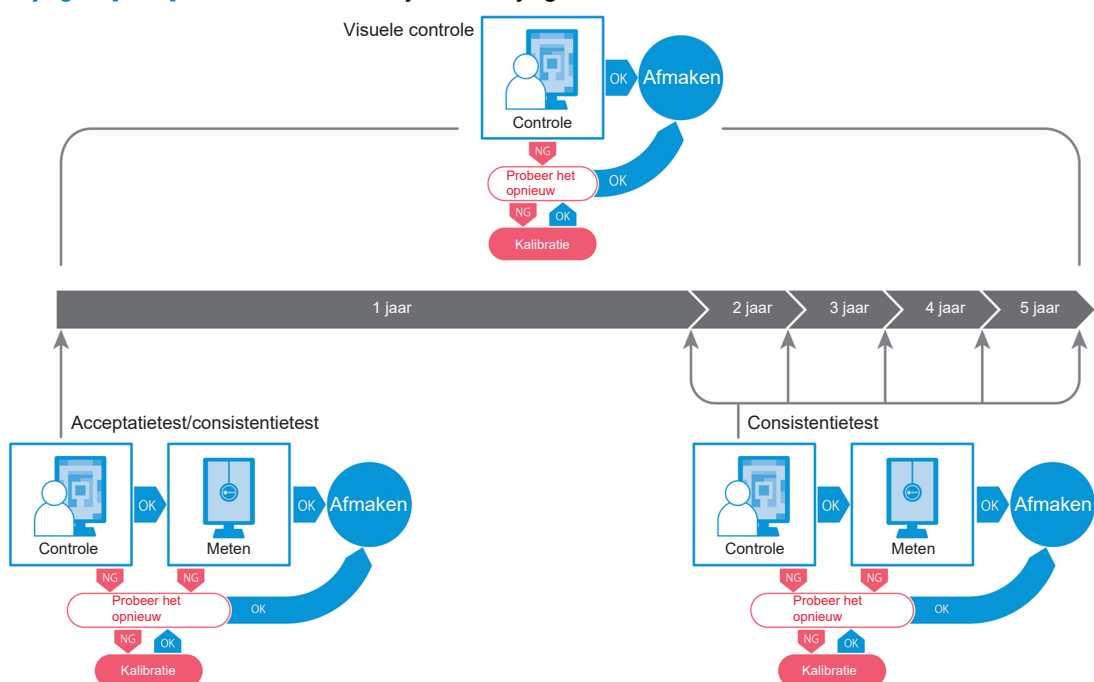 Visuele controle
Controle
OK
Afmaken
NG
Probeer het
opnieuw
OK
NG
OK
Kalibratie
1 jaar
2 jaar
3 jaar
4 jaar
5 jaar
Acceptatietest/consistentietest
Controle
OK
Meten
OK
Afmaken
NG
NG
Probeer het
opnieuw
OK
NG
OK
Kalibratie
Consistentietest
Controle
OK
Meten
OK
Afmaken
NG
NG
Probeer het
opnieuw
OK
NG
OK
Kalibratie